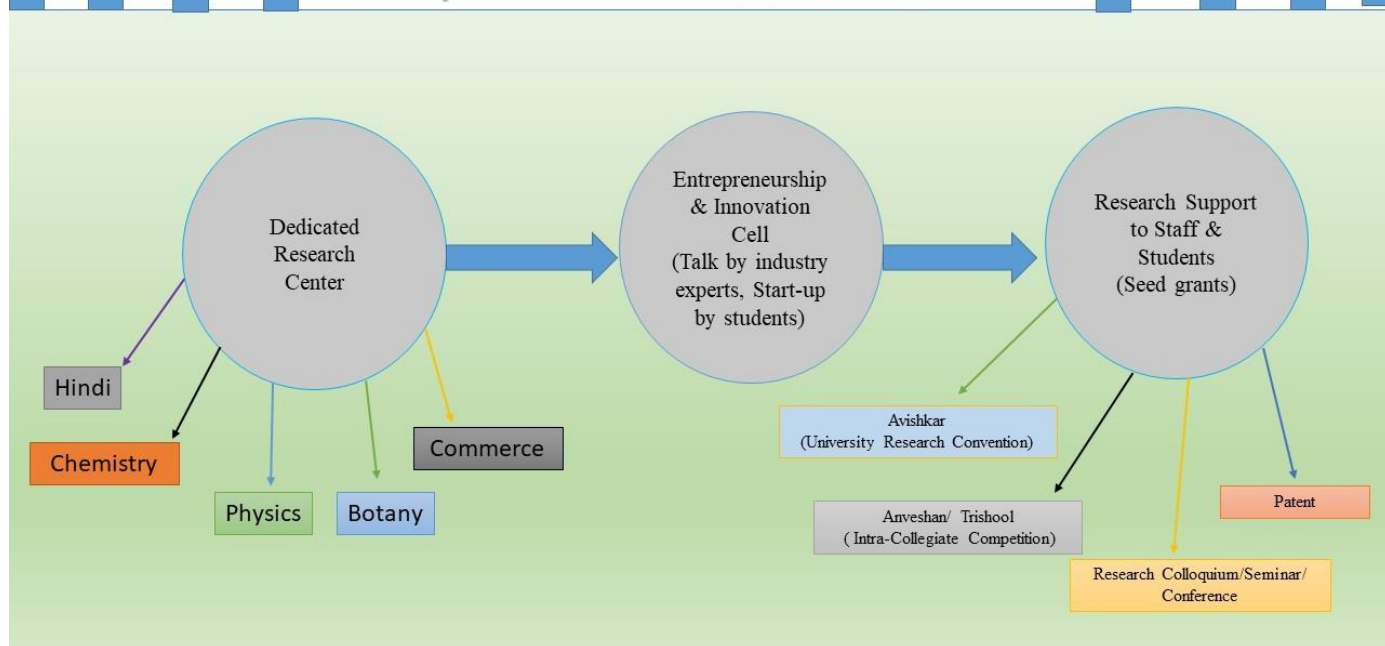 Dedicated
Research
Center
Entrepreneurship
& Innovation
Cell
(Talk by industry
experts, Start-up
by students)
Research Support
to Staff &
Students
(Seed grants)
Hindi
Chemistry
Physics
Botany
Commerce
Avishkar
(University Research Convention)
Anveshan/ Trishool
( Intra-Collegiate Competition)
Research Colloquium/Seminar/
Conference
Patent